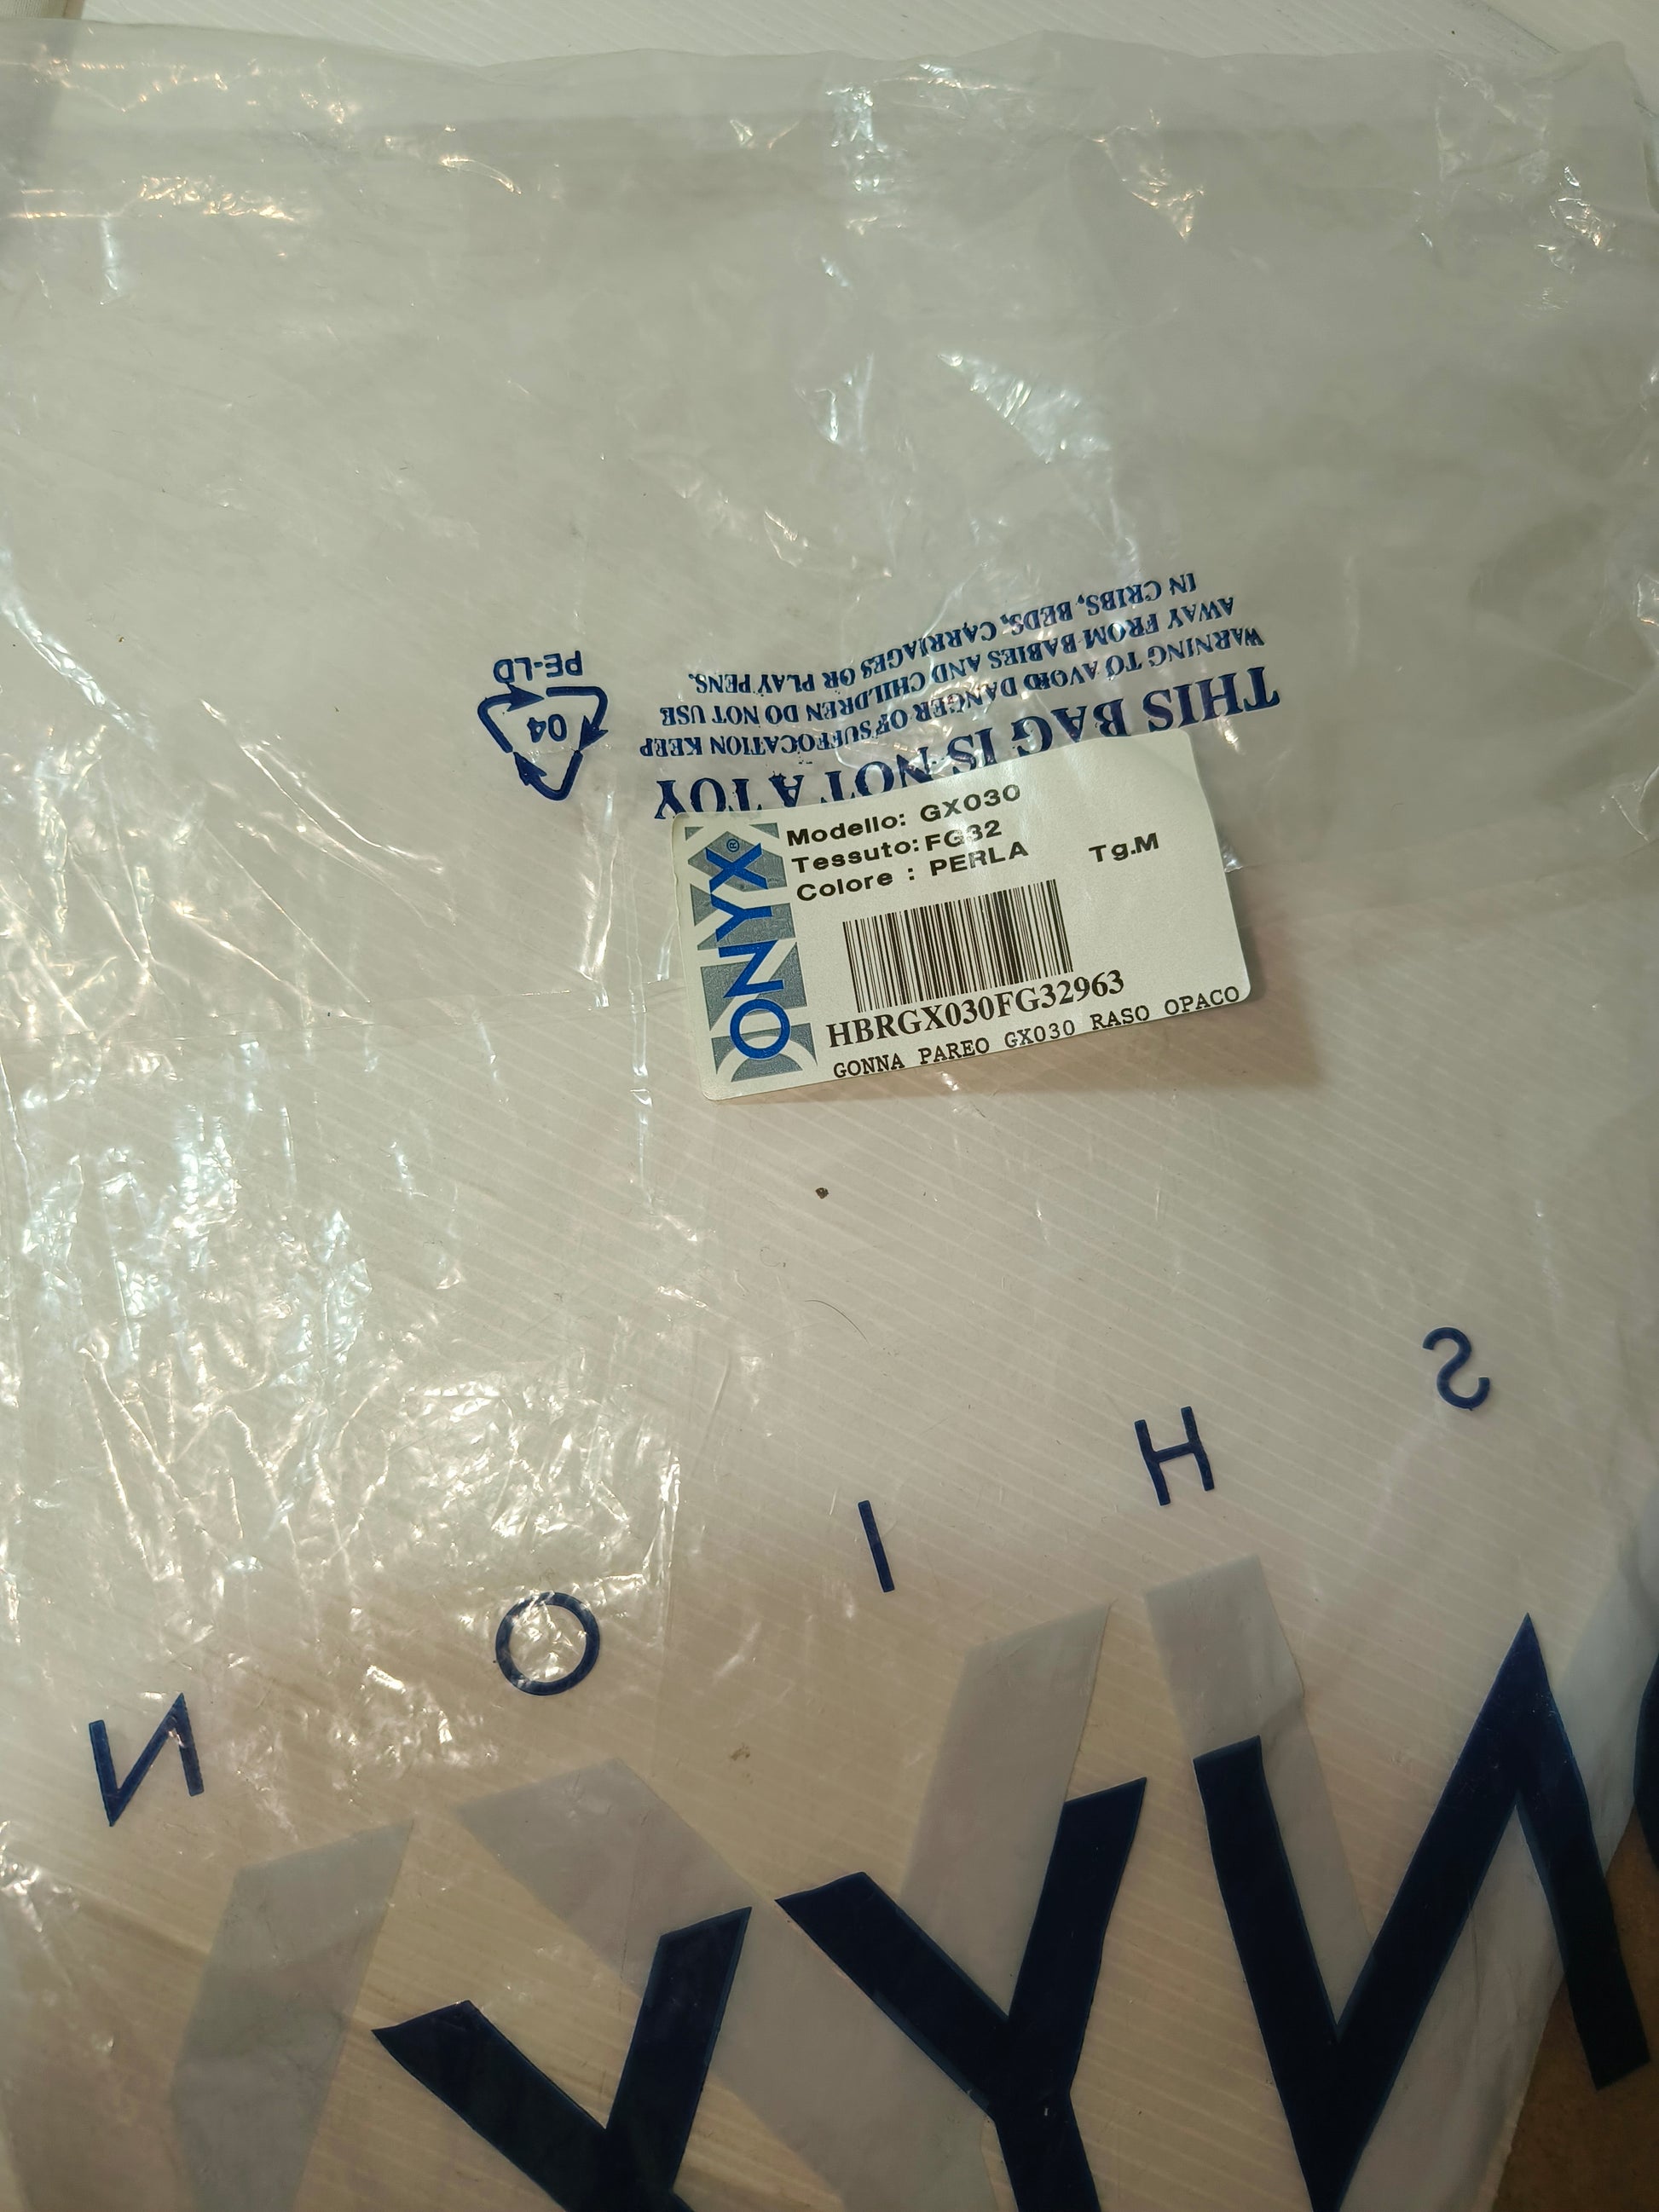 THIS BAG IS NOT A TOY
WARNING TO AVOID DANGER OF SUFFOCATION KEEP
AWAY FROM BABIES AND CHILDREN DO NOT USE
IN CRIBS, BEDS, CARRIAGES OR PLAY PENS.
04
PE-LD
ONYX®
Modello: GX030
Tessuto: FG32
Colore : PERLA Tg.M
HBRGX030FG32963
GONNA PAREO GX030 RASO OPACO
SHION
NYX